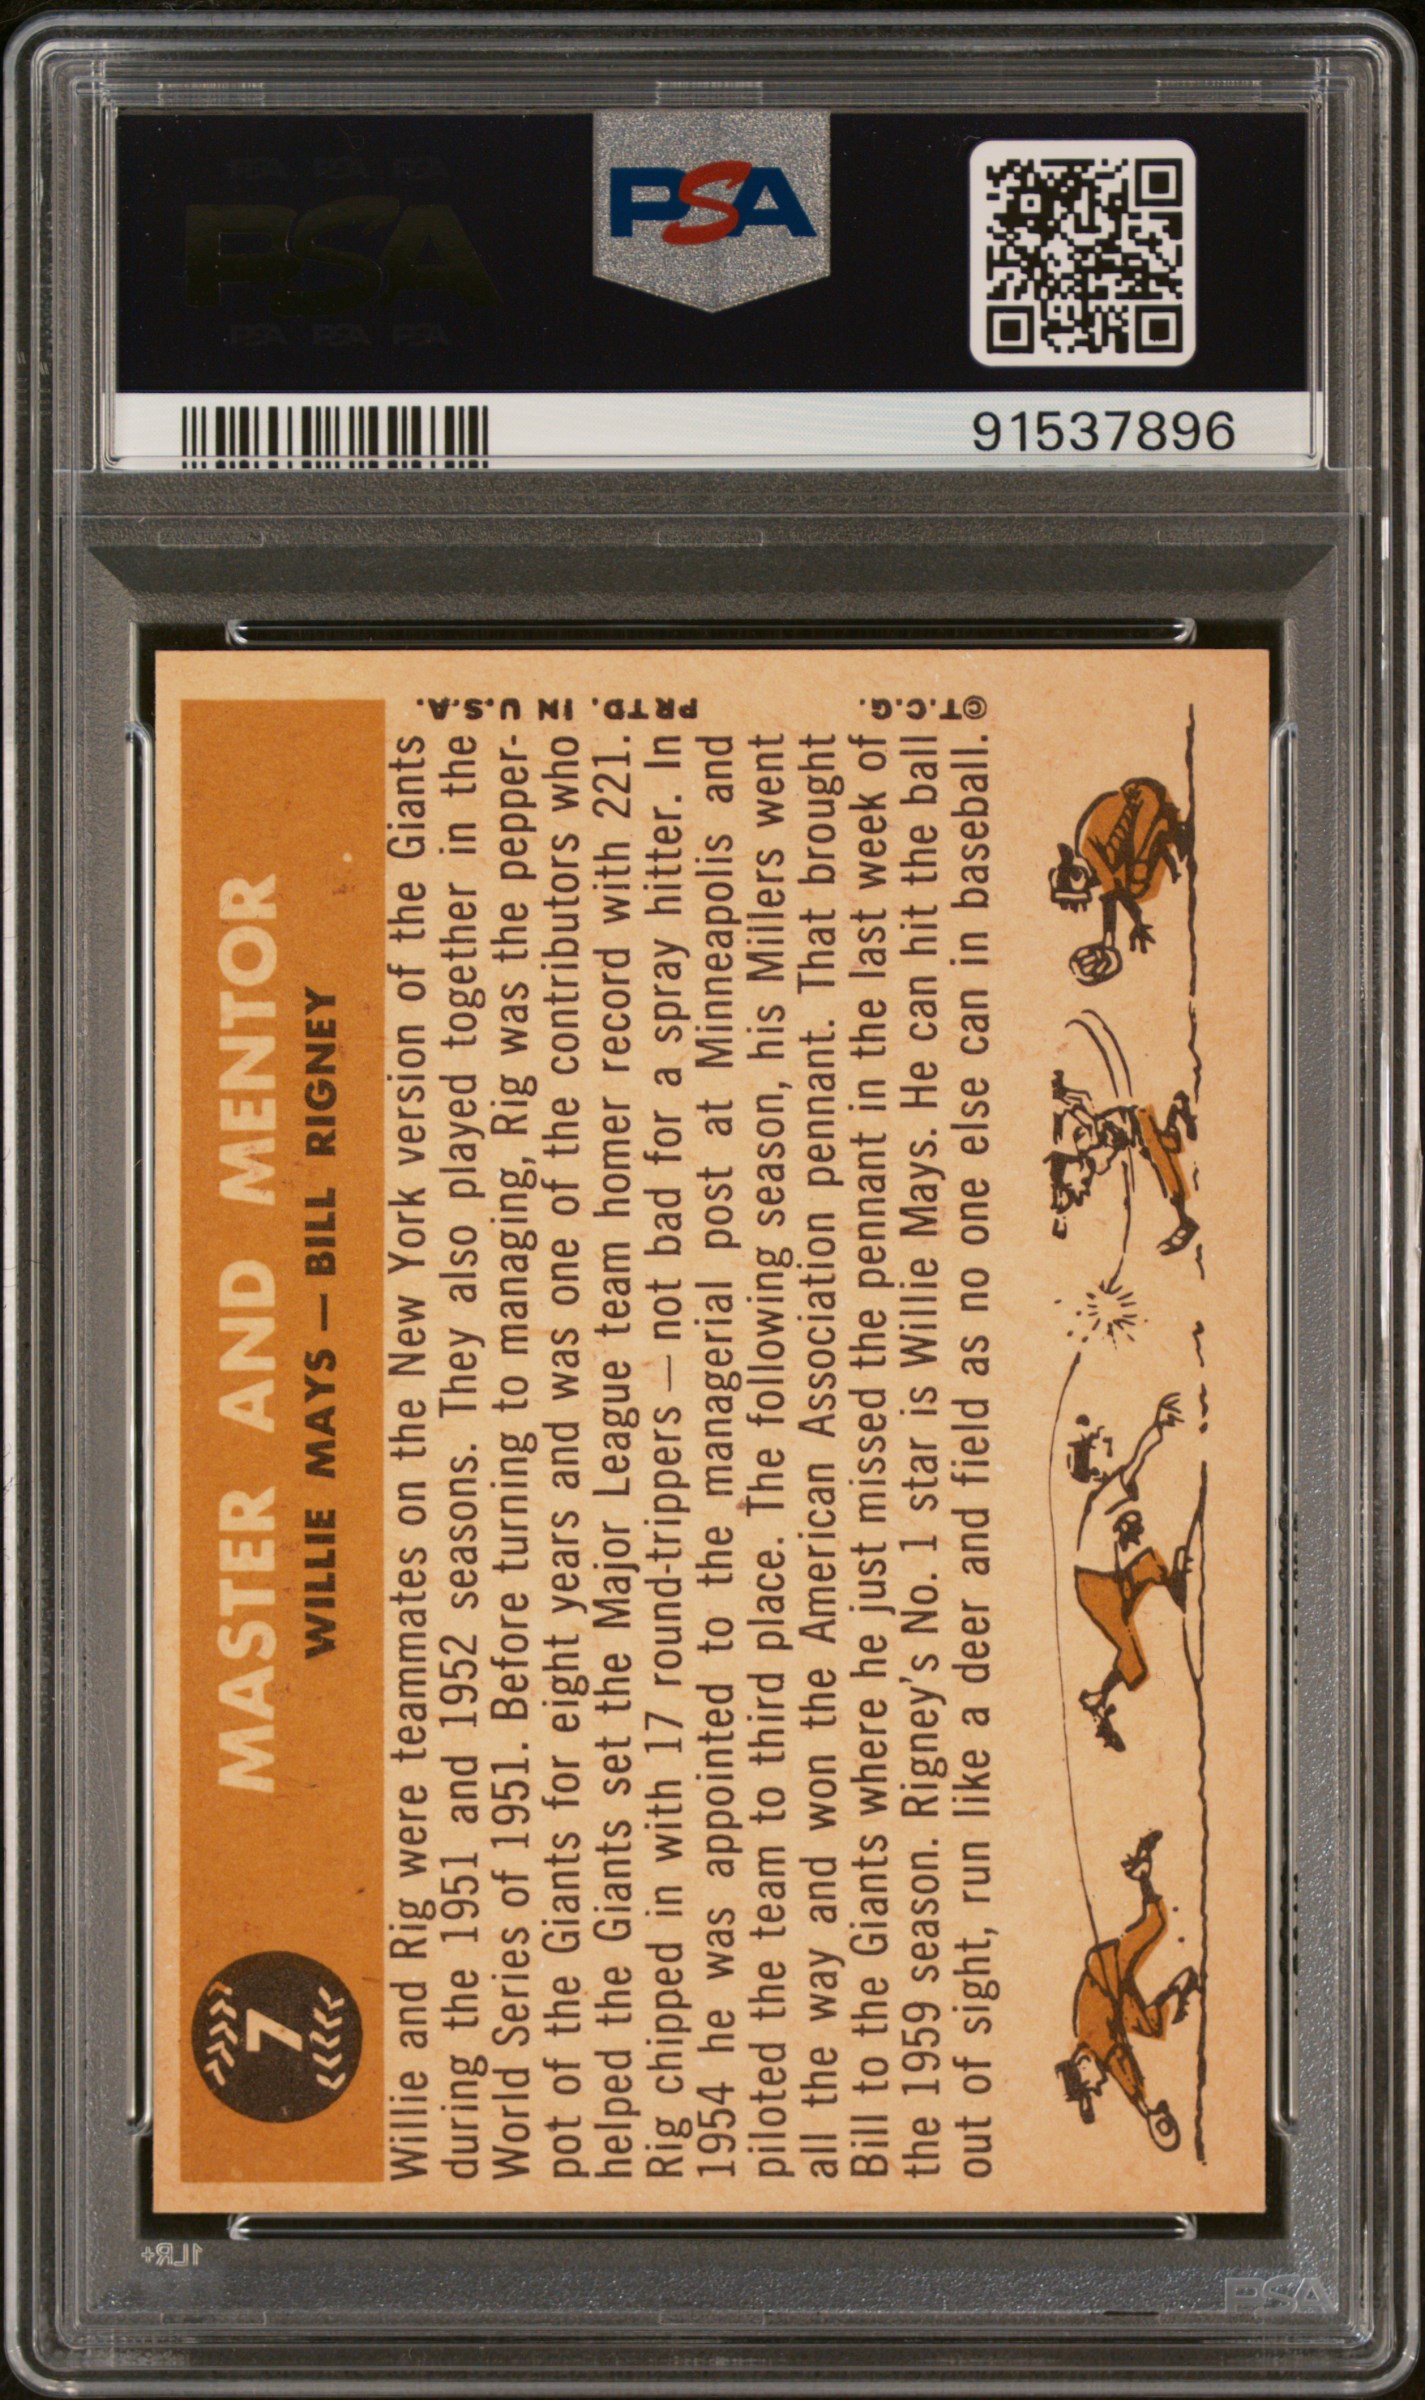 PSA PSA PSA
PSA
PSA PSA PSA
PSA
91537896
7
MASTER AND MENTOR
WILLIE MAYS — BILL RIGNEY
Willie and Rig were teammates on the New York version of the Giants
during the 1951 and 1952 seasons. They also played together in the
World Series of 1951. Before turning to managing, Rig was the pepper-
pot of the Giants for eight years and was one of the contributors who
helped the Giants set the Major League team homer record with 221.
Rig chipped in with 17 round-trippers — not bad for a spray hitter. In
1954 he was appointed to the managerial post at Minneapolis and
piloted the team to third place. The following season, his Millers went
all the way and won the American Association pennant. That brought
Bill to the Giants where he just missed the pennant in the last week of
the 1959 season. Rigney's No. 1 star is Willie Mays. He can hit the ball
out of sight, run like a deer and field as no one else can in baseball.
©T.C.G. PRTD. IN U.S.A.
1LR+
PSA